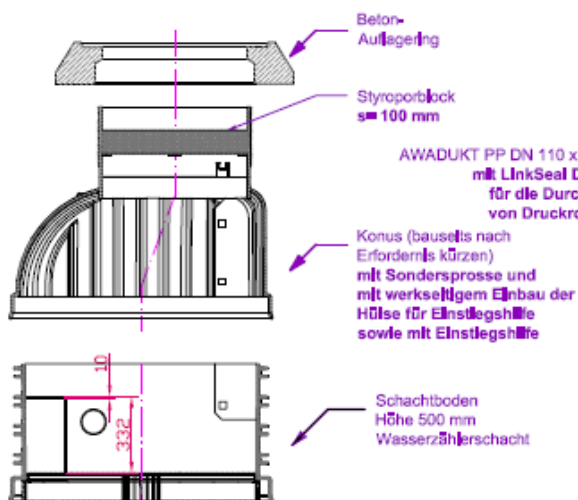 Beton-
Auflagering
Styroporblock
s= 100 mm
AWADUKT PP DN 110 x
mit LinkSeal D
für die Durc
von Druckro
Konus (bauseits nach
Erfordernis kürzen)
mit Sondersprosse und
mit werkseitigem Einbau der
Hülse für Einstiegshilfe
sowie mit Einstiegshilfe
10
332
Schachtboden
Höhe 500 mm
Wasserzählerschacht